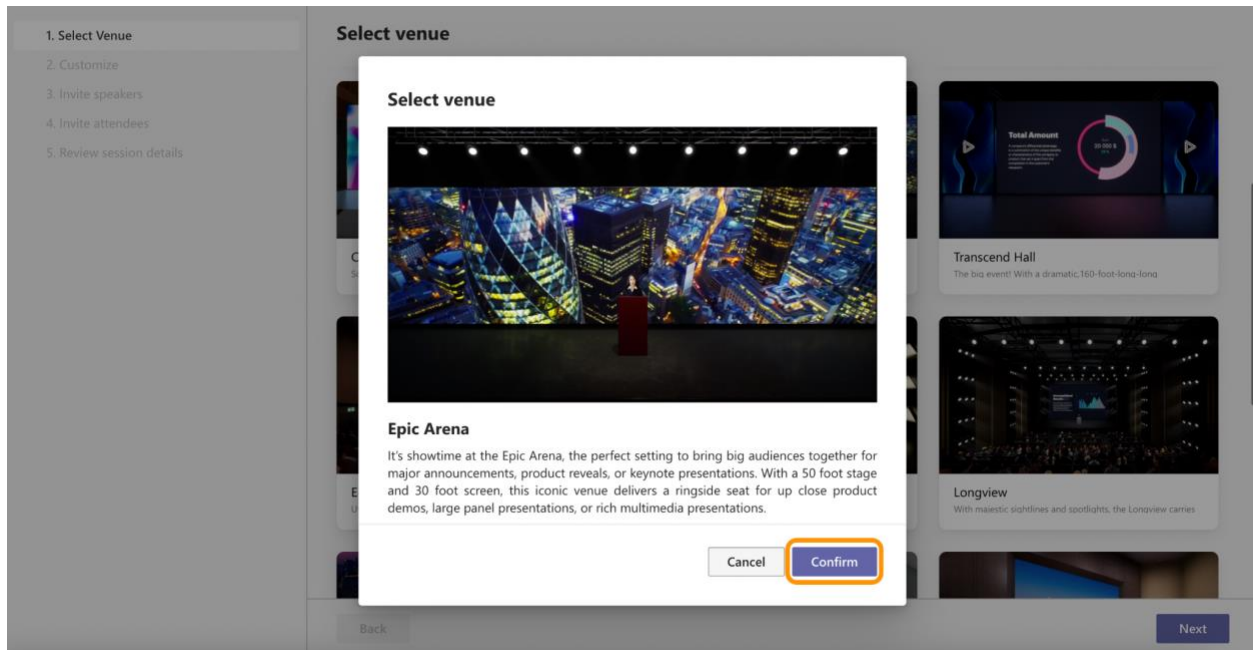 1. Select Venue
2. Customize
3. Invite speakers
4. Invite attendees
5. Review session details
Select venue
Select venue
Epic Arena
It's showtime at the Epic Arena, the perfect setting to bring big audiences together for
major announcements, product reveals, or keynote presentations. With a 50 foot stage
and 30 foot screen, this iconic venue delivers a ringside seat for up close product
demos, large panel presentations, or rich multimedia presentations.
Cancel
Confirm
Total Amount
30 000 $
Transcend Hall
The big event! With a dramatic,160-foot-long-long
Longview
With majestic sightlines and spotlights, the Longview carries
Back
Next